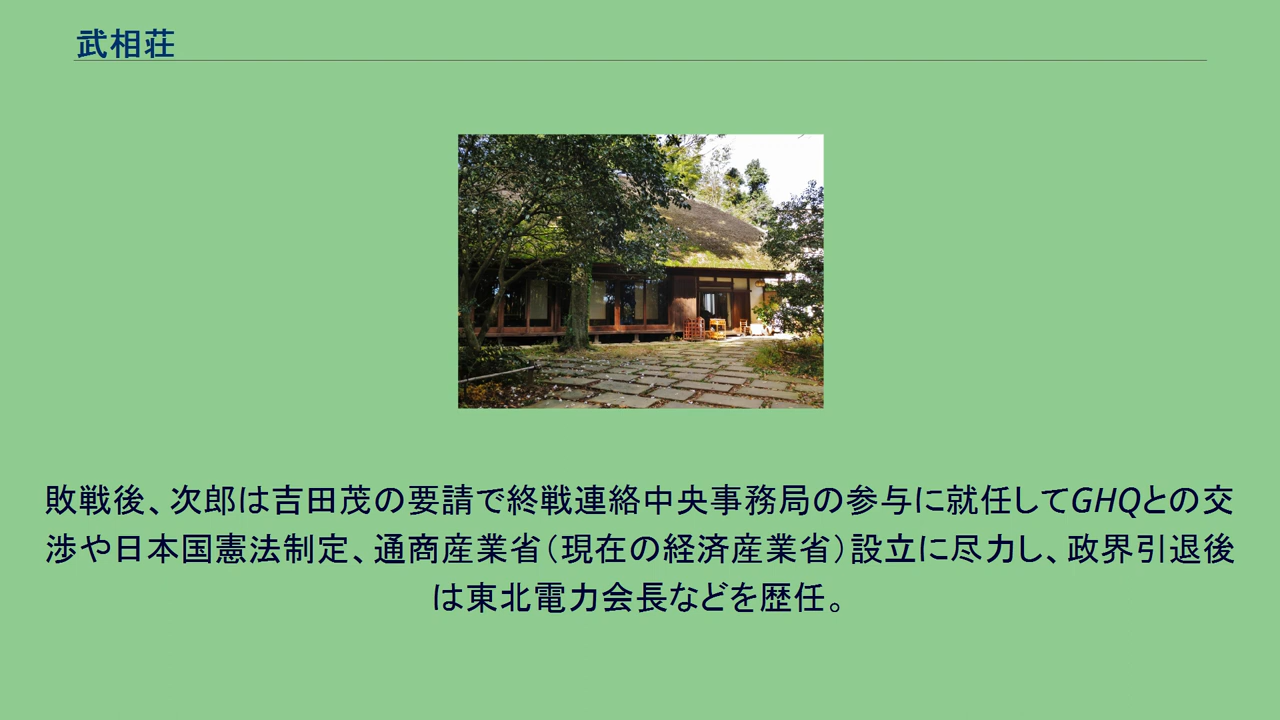 武相荘
敗戦後、次郎は吉田茂の要請で終戦連絡中央事務局の参与に就任してGHQとの交
渉や日本国憲法制定、通商産業省（現在の経済産業省）設立に尽力し、政界引退後
は東北電力会長などを歴任。